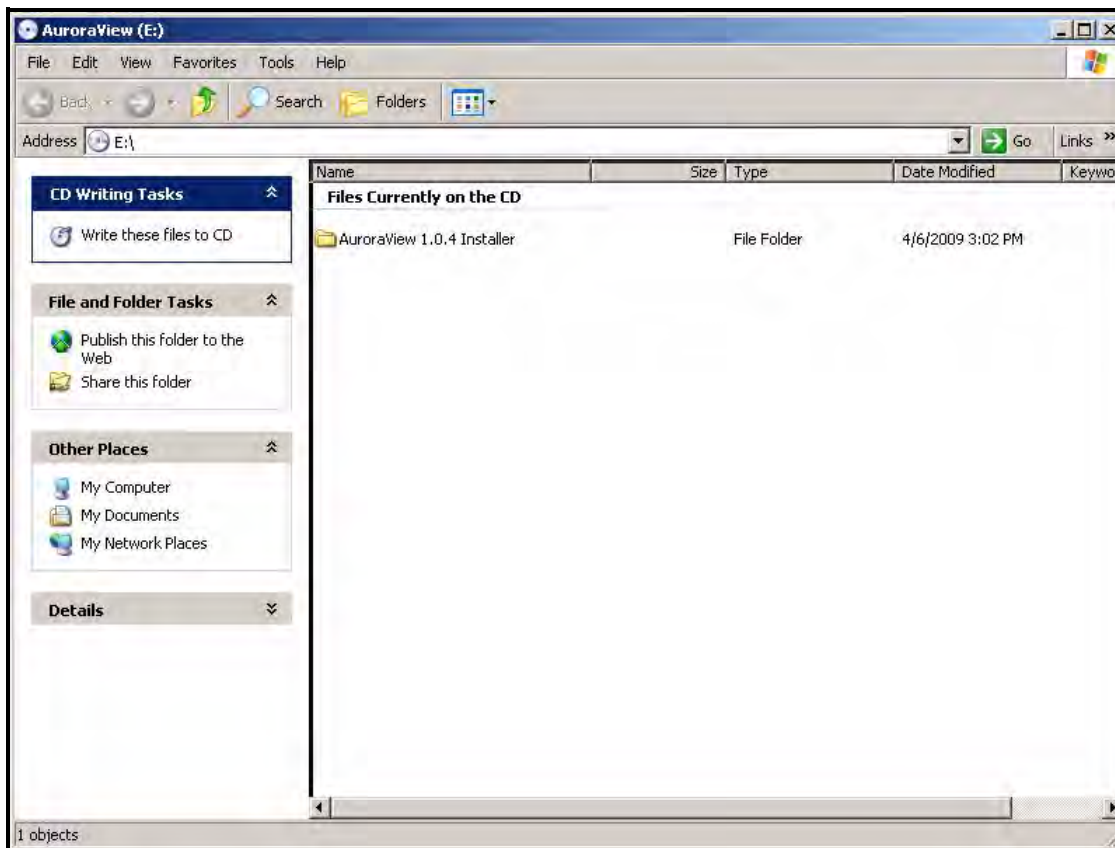 AuroraView (E:)
File Edit View Favorites Tools Help
Back Search Folders
Address E:\ Go Links »
Name Size Type Date Modified Keywo
CD Writing Tasks
Files Currently on the CD
Write these files to CD
AuroraView 1.0.4 Installer File Folder 4/6/2009 3:02 PM
File and Folder Tasks
Publish this folder to the
Web
Share this folder
Other Places
My Computer
My Documents
My Network Places
Details
1 objects